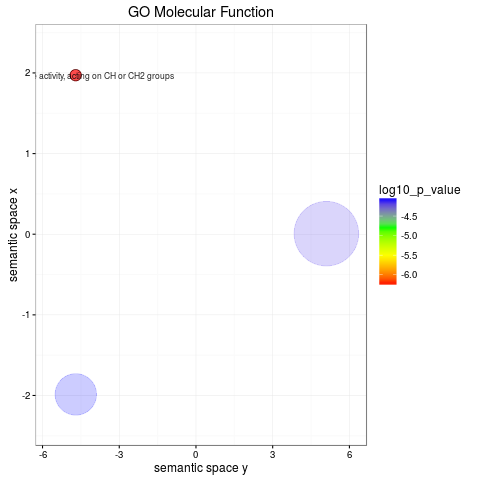 GO Molecular Function
activity, acting on CH or CH2 groups
2
1
0
-1
-2
-6
-3
0
3
6
semantic space x
semantic space y
log10_p_value
-4.5
-5.0
-5.5
-6.0